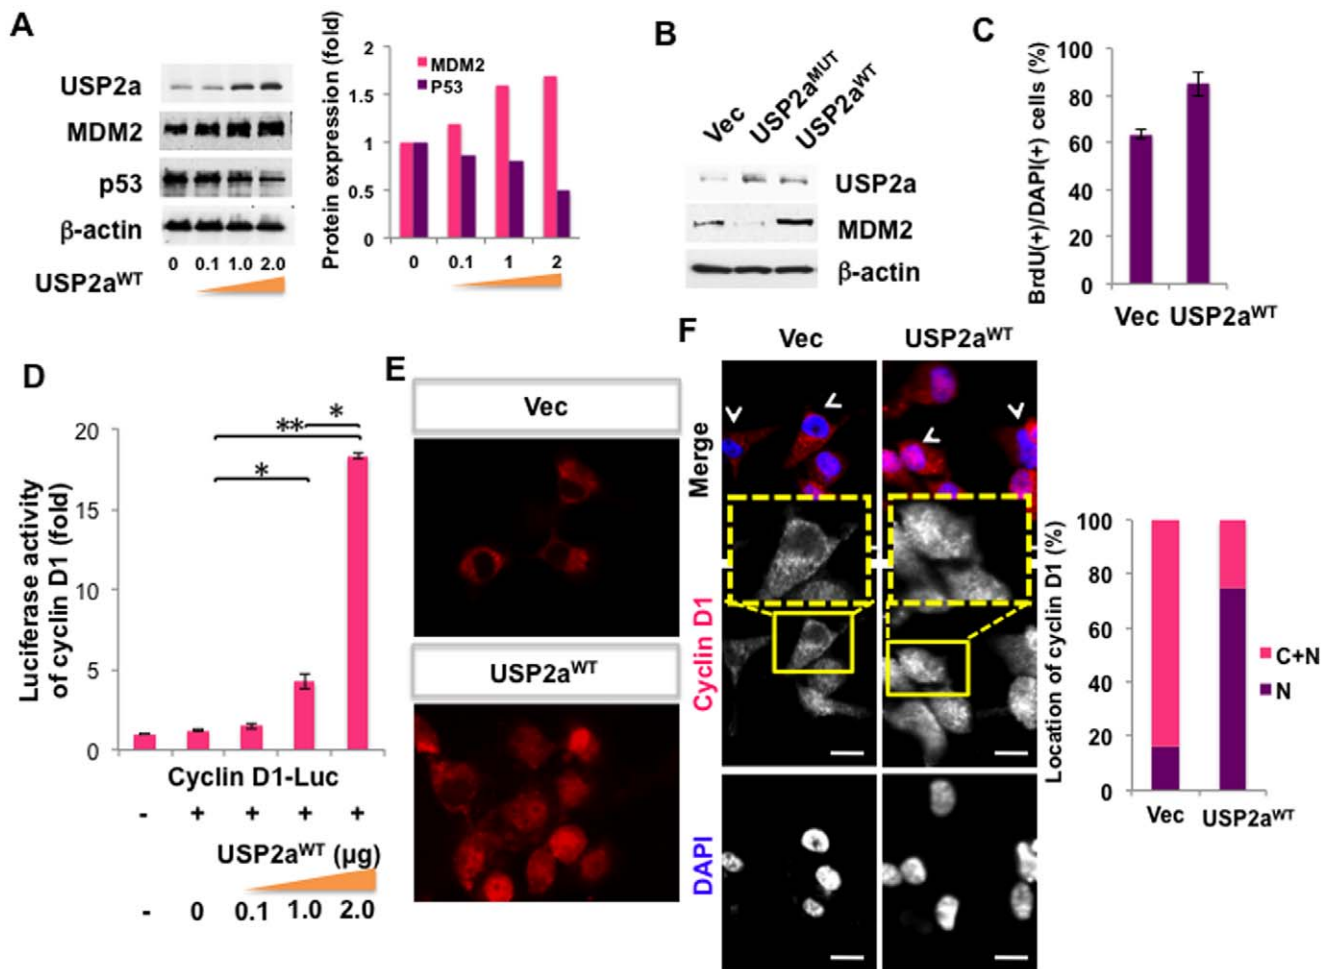 A
USP2a
MDM2
p53
β-actin
0 0.1 1.0 2.0
USP2aWT
Protein expression (fold)
2
1.5
1
0.5
0
MDM2
P53
0 0.1 1 2
B
Vec
USP2aMUT
USP2aWT
USP2a
MDM2
β-actin
C
BrdU(+)/DAPI(+) cells (%)
100
80
60
40
20
0
Vec USP2aWT
D
Luciferase activity
of cyclin D1 (fold)
20
15
10
5
0
*
**
*
Cyclin D1-Luc
- + + + +
USP2aWT (μg)
- 0 0.1 1.0 2.0
E
Vec
USP2aWT
F
Vec USP2aWT
Merge
Cyclin D1
DAPI
Location of cyclin D1 (%)
100
80
60
40
20
0
C+N
N
Vec USP2aWT